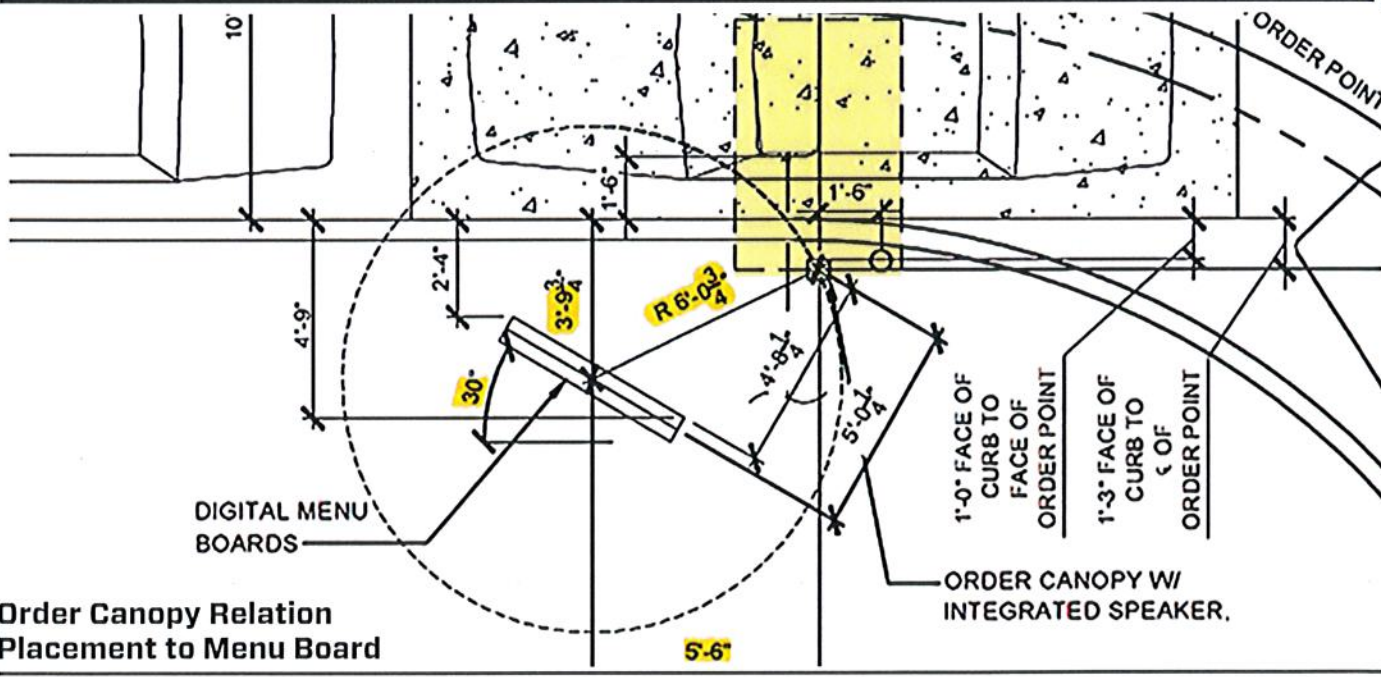 10'
ORDER POINT
1'-6"
1'-6"
2'-4"
3'-9 3/4"
R 6'-0 3/4"
4'-9"
30°
4'-8 1/4"
5'-0 1/4"
1'-0" FACE OF
CURB TO
FACE OF
ORDER POINT
1'-3" FACE OF
CURB TO
℄ OF
ORDER POINT
DIGITAL MENU
BOARDS
ORDER CANOPY W/
INTEGRATED SPEAKER.
Order Canopy Relation
Placement to Menu Board
5'-6"